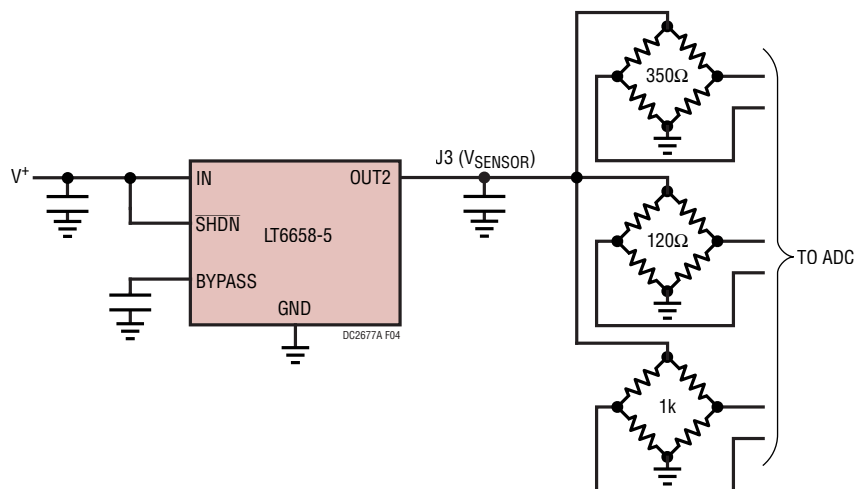 350Ω
J3 (VSENSOR)
V+
IN
OUT2
SHDN
LT6658-5
120Ω
TO ADC
BYPASS
GND
DC2677A F04
1k